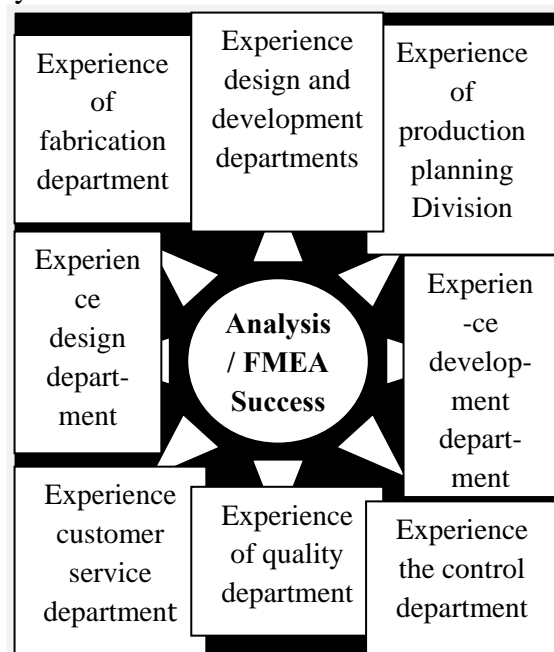 Experience
of
fabrication
department
Experience
design and
development
departments
Experience
of
production
planning
Division
Experien
ce
design
depart-
ment
Analysis
/ FMEA
Success
Experien
-ce
develop-
ment
depart-
ment
Experience
customer
service
department
Experience
of quality
department
Experience
the control
department